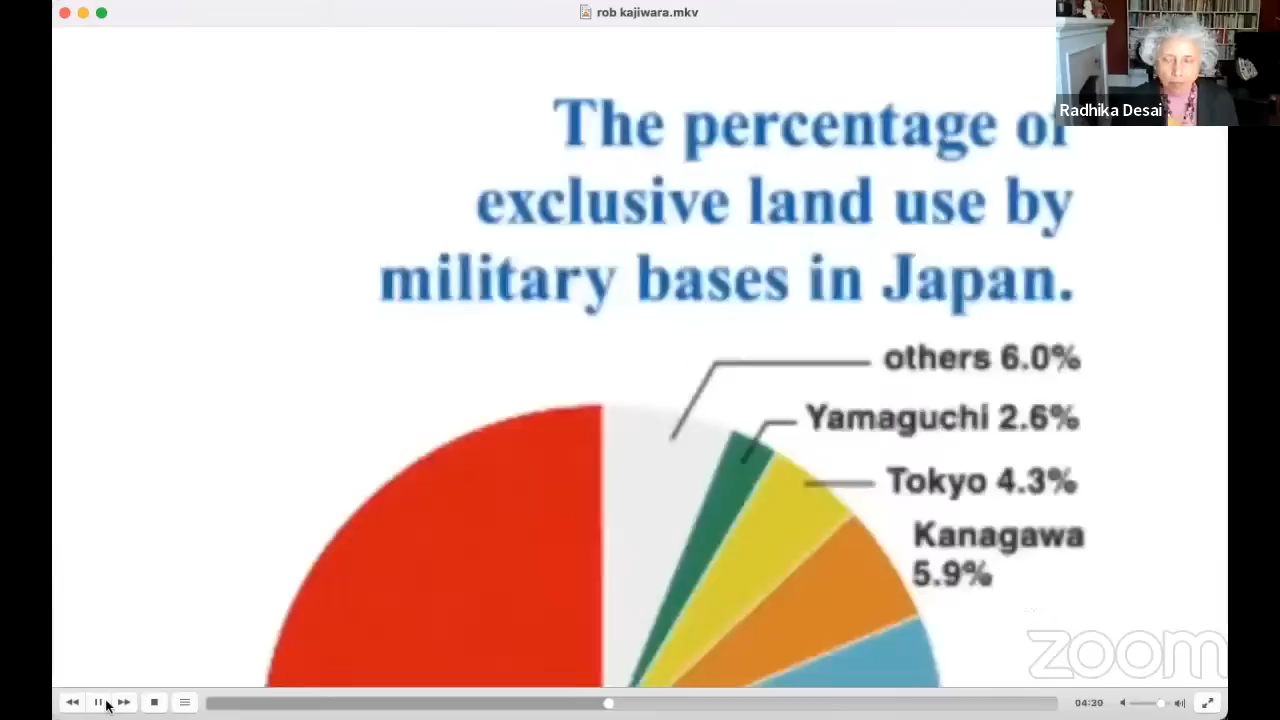 rob kajiwara.mkv
Radhika Desai
The percentage of
exclusive land use by
military bases in Japan.
others 6.0%
Yamaguchi 2.6%
Tokyo 4.3%
Kanagawa
5.9%
zoom
04:39